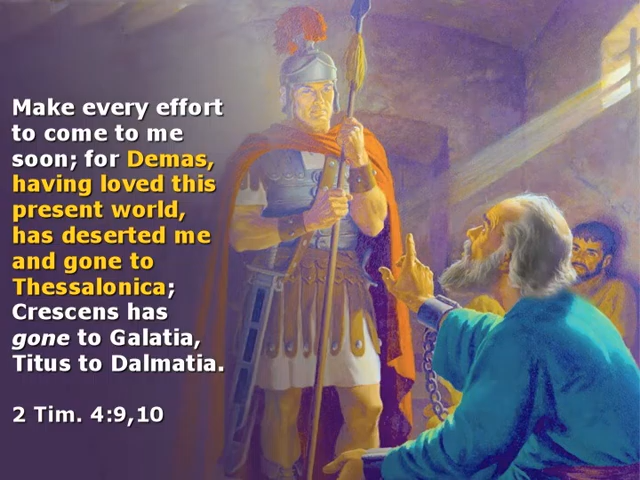 Make every effort
to come to me
soon; for Demas,
having loved this
present world,
has deserted me
and gone to
Thessalonica;
Crescens has
gone to Galatia,
Titus to Dalmatia.
2 Tim. 4:9,10